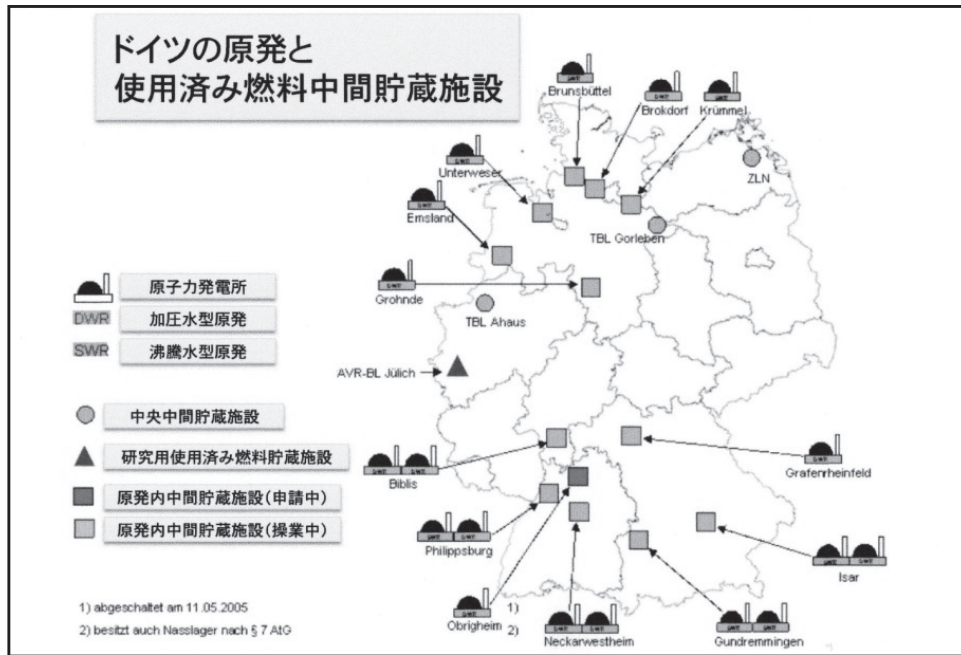 ドイツの原発と
使用済み燃料中間貯蔵施設
Brunsbüttel
Brokdorf
Krümmel
ZLN
Unterweser
Emsland
TBL Gorleben
Grohnde
TBL Ahaus
AVR-BL Jülich
原子力発電所
DWR 加圧水型原発
SWR 沸騰水型原発
中央中間貯蔵施設
研究用使用済み燃料貯蔵施設
原発内中間貯蔵施設(申請中)
原発内中間貯蔵施設(操業中)
Grafenrheinfeld
Biblis
Philippsburg
Isar
Obrigheim
1)
2)
Neckarwestheim
Gundremmingen
1) abgeschaltet am 11.05.2005
2) besitzt auch Nasslager nach § 7 AtG